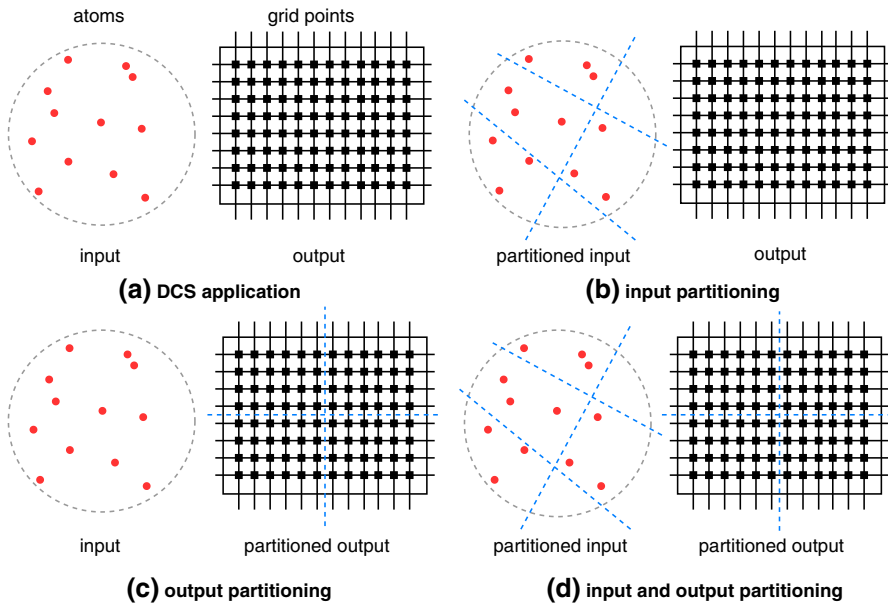 atoms
grid points
input
output
(a) DCS application
partitioned input
output
(b) input partitioning
input
partitioned output
(c) output partitioning
partitioned input
partitioned output
(d) input and output partitioning